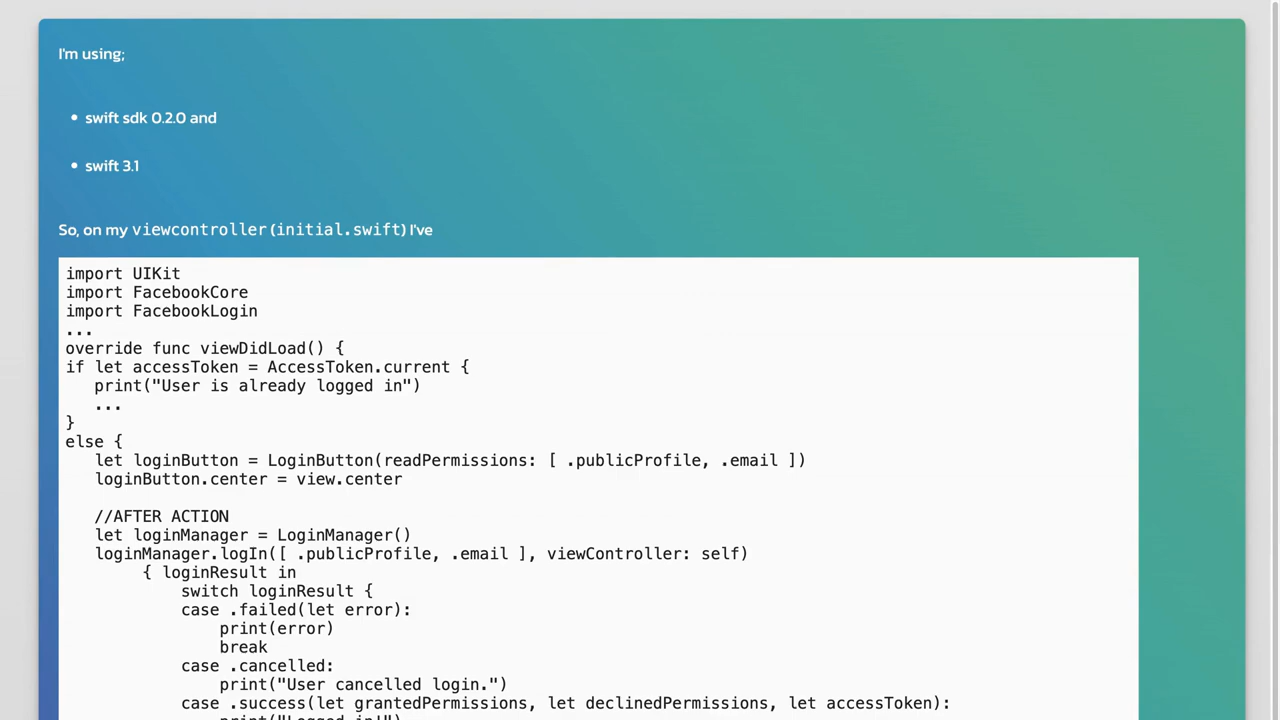 I'm using;
• swift sdk 0.2.0 and
• swift 3.1
So, on my viewcontroller(initial.swift) I've
import UIKit
import FacebookCore
import FacebookLogin
...
override func viewDidLoad() {
if let accessToken = AccessToken.current {
   print("User is already logged in")
   ...
}
else {
   let loginButton = LoginButton(readPermissions: [ .publicProfile, .email ])
   loginButton.center = view.center

   //AFTER ACTION
   let loginManager = LoginManager()
   loginManager.logIn([ .publicProfile, .email ], viewController: self)
        { loginResult in
            switch loginResult {
            case .failed(let error):
                print(error)
                break
            case .cancelled:
                print("User cancelled login.")
            case .success(let grantedPermissions, let declinedPermissions, let accessToken):
                print("Logged in!")